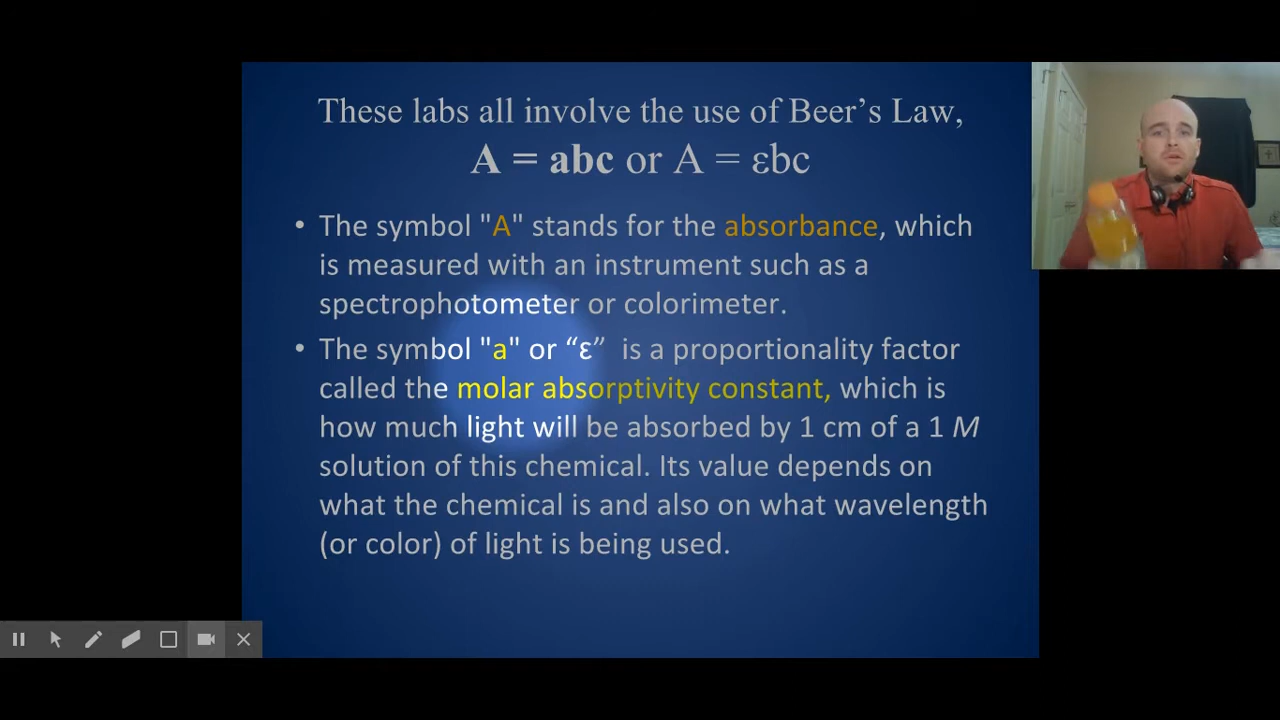 These labs all involve the use of Beer’s Law,
A = abc or A = εbc
• The symbol "A" stands for the absorbance, which
is measured with an instrument such as a
spectrophotometer or colorimeter.
• The symbol "a" or “ε” is a proportionality factor
called the molar absorptivity constant, which is
how much light will be absorbed by 1 cm of a 1 M
solution of this chemical. Its value depends on
what the chemical is and also on what wavelength
(or color) of light is being used.